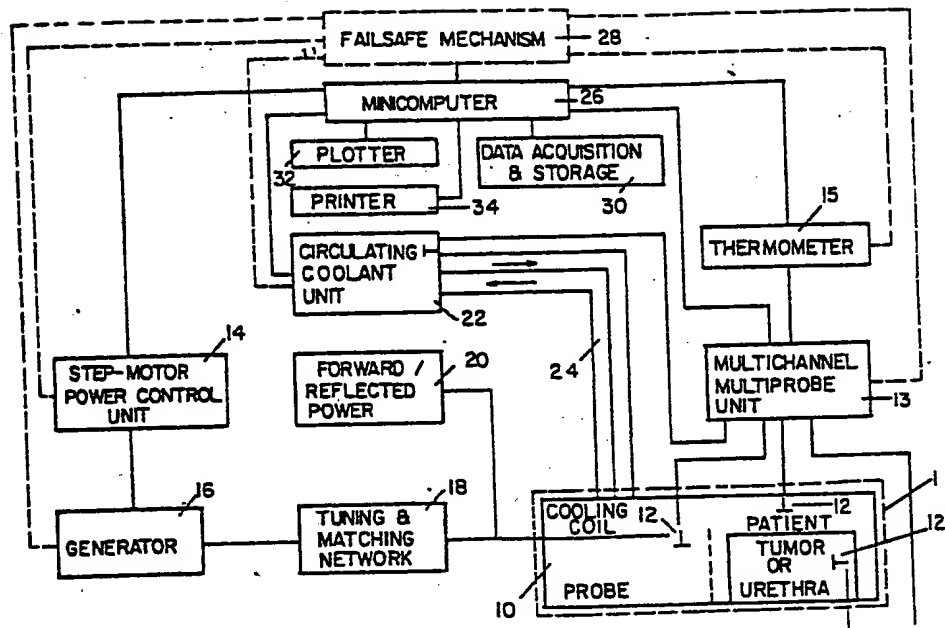 FAILSAFE MECHANISM
28
MINICOMPUTER
26
PLOTTER
32
DATA ACQUISITION
& STORAGE
30
PRINTER
34
15
THERMOMETER
CIRCULATING
COOLANT
UNIT
22
14
STEP-MOTOR
POWER CONTROL
UNIT
FORWARD /
REFLECTED
POWER
20
24
MULTICHANNEL
MULTIPROBE
UNIT
13
16
GENERATOR
18
TUNING &
MATCHING
NETWORK
1
COOLING
COIL
12
12
PATIENT
12
TUMOR
OR
URETHRA
PROBE
10